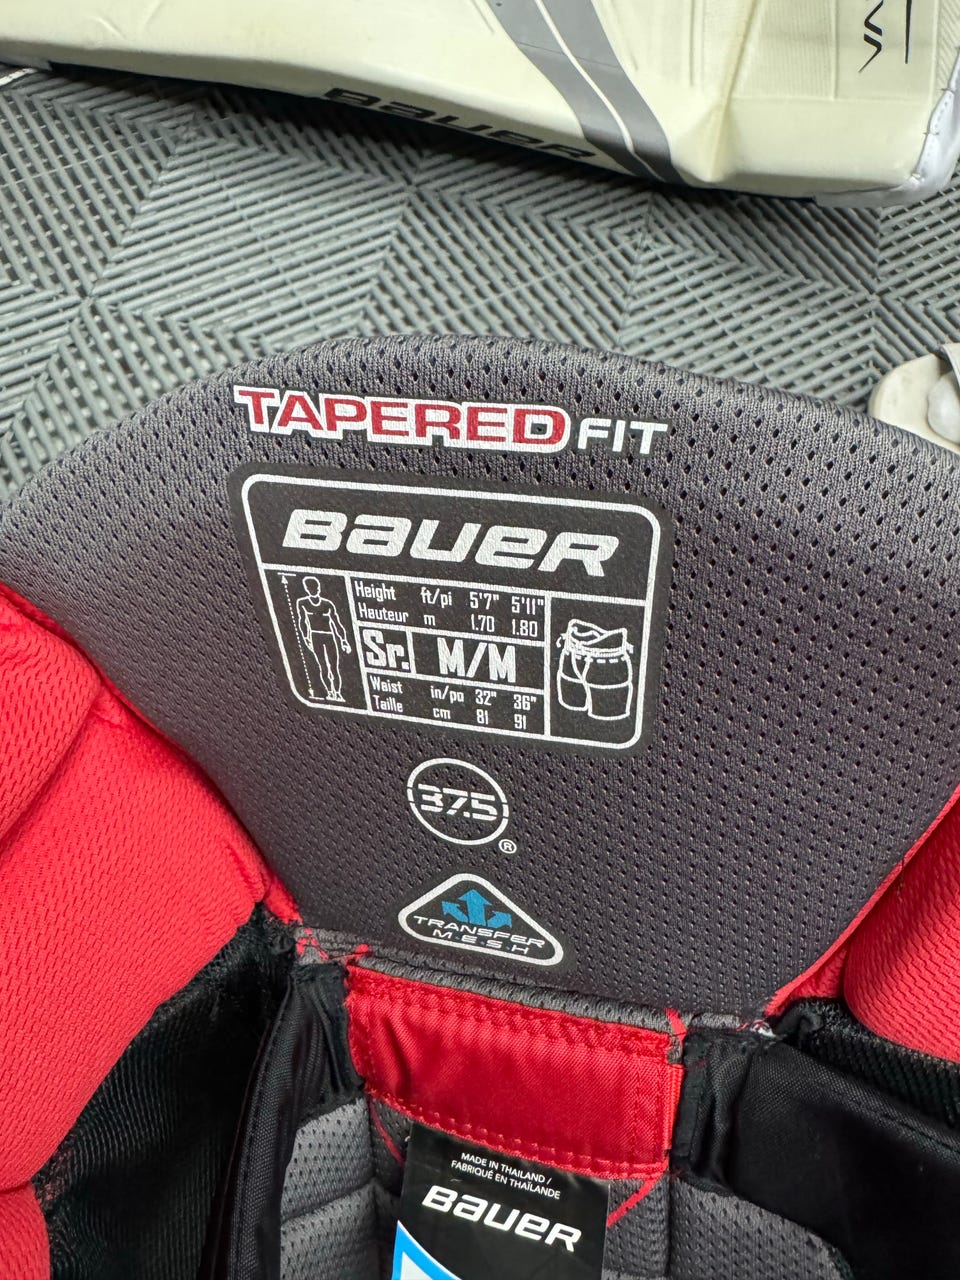 BAUER
TAPERED FIT
BAUER
Height ft/pi 5'7" 5'11"
Hauteur m 1.70 1.80
Sr. M/M
Waist in/po 32" 36"
Taille cm 81 91
37.5
®
TRANSFER
M·E·S·H
MADE IN THAILAND /
FABRIQUÉ EN THAÏLANDE
BAUER